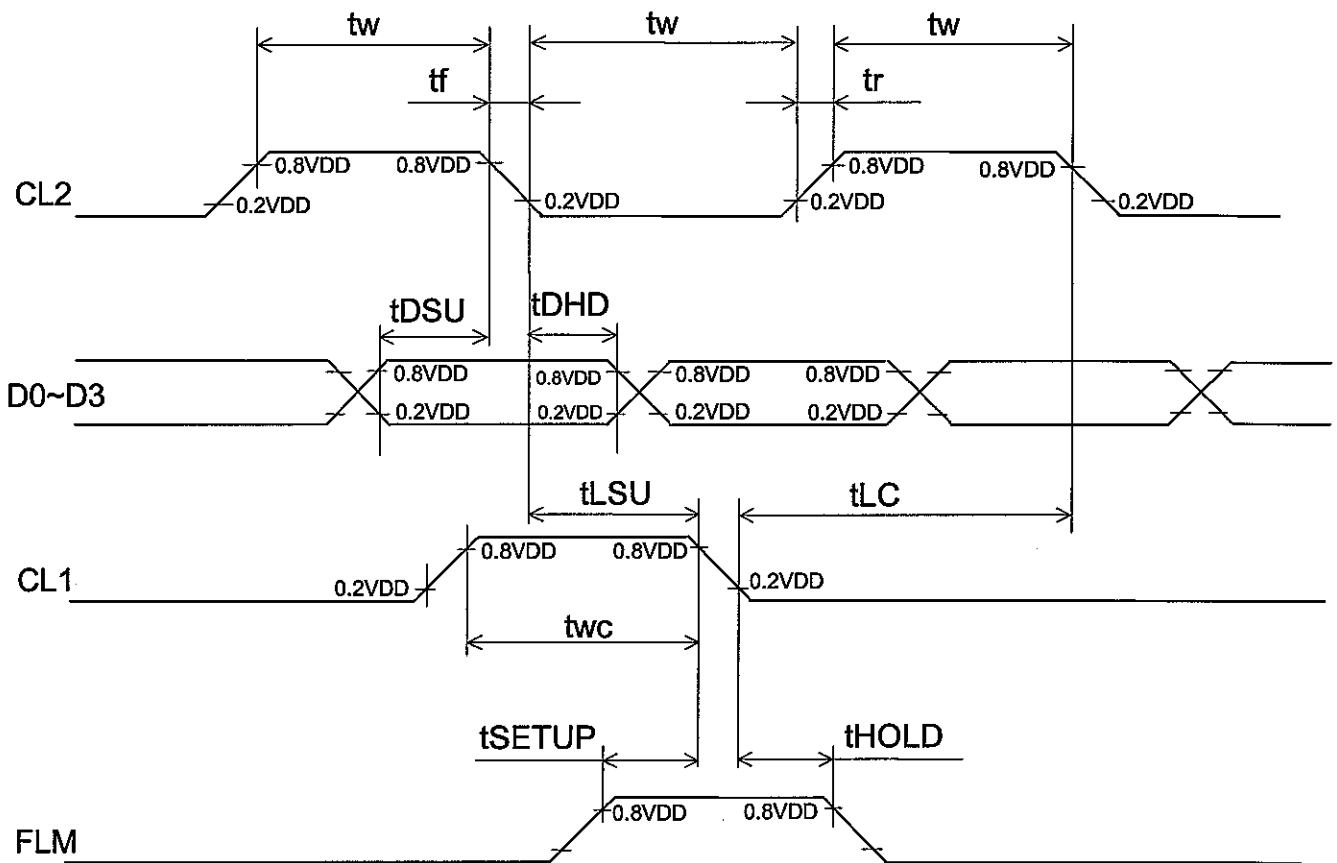 tw tw tw
tf tr
0.8VDD 0.8VDD 0.8VDD 0.8VDD
CL2 0.2VDD 0.2VDD 0.2VDD 0.2VDD
tDSU tDHD
0.8VDD 0.8VDD 0.8VDD 0.8VDD
D0~D3
0.2VDD 0.2VDD 0.2VDD 0.2VDD
tLSU tLC
0.8VDD 0.8VDD
CL1 0.2VDD 0.2VDD
twc
tSETUP tHOLD
0.8VDD 0.8VDD
FLM